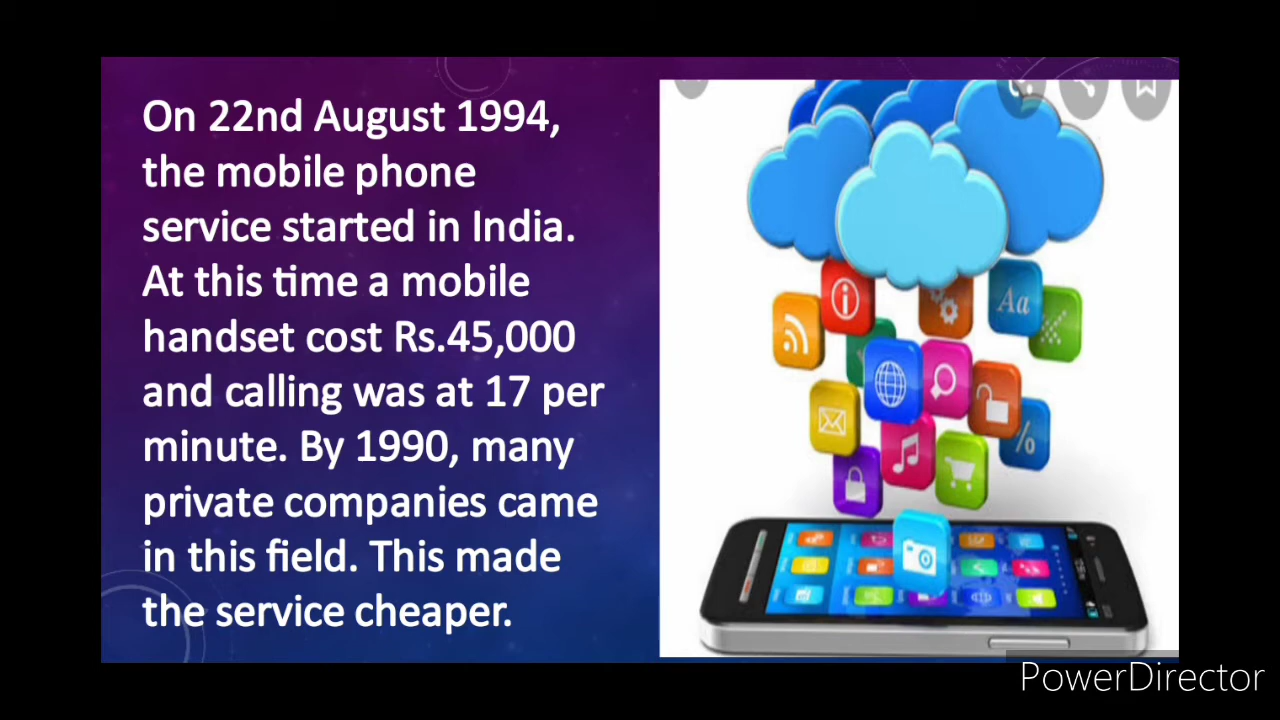 On 22nd August 1994,
the mobile phone
service started in India.
At this time a mobile
handset cost Rs.45,000
and calling was at 17 per
minute. By 1990, many
private companies came
in this field. This made
the service cheaper.
Aa
%
PowerDirector